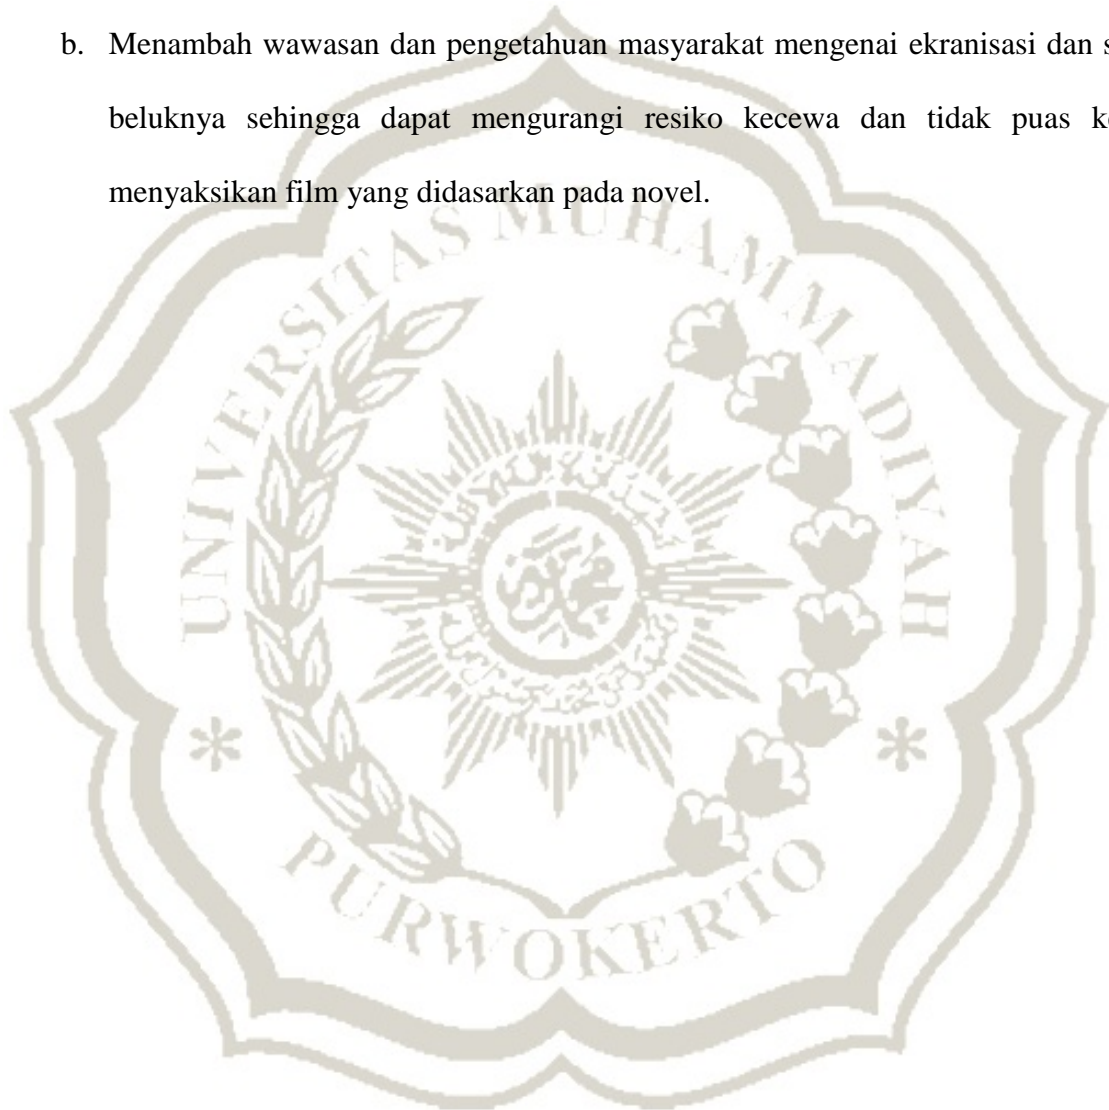 b. Menambah wawasan dan pengetahuan masyarakat mengenai ekranisasi dan s
beluknya sehingga dapat mengurangi resiko kecewa dan tidak puas k
menyaksikan film yang didasarkan pada novel.
UNIVERSITAS MUHAMMADIYAH
PURWOKERTO